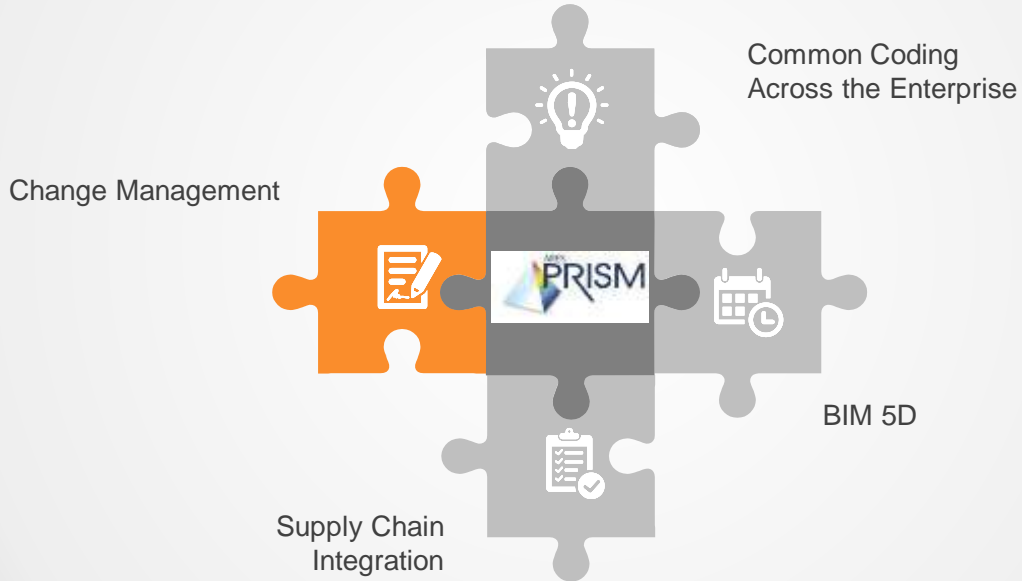 Common Coding
Across the Enterprise
Change Management
PRISM
BIM 5D
Supply Chain
Integration